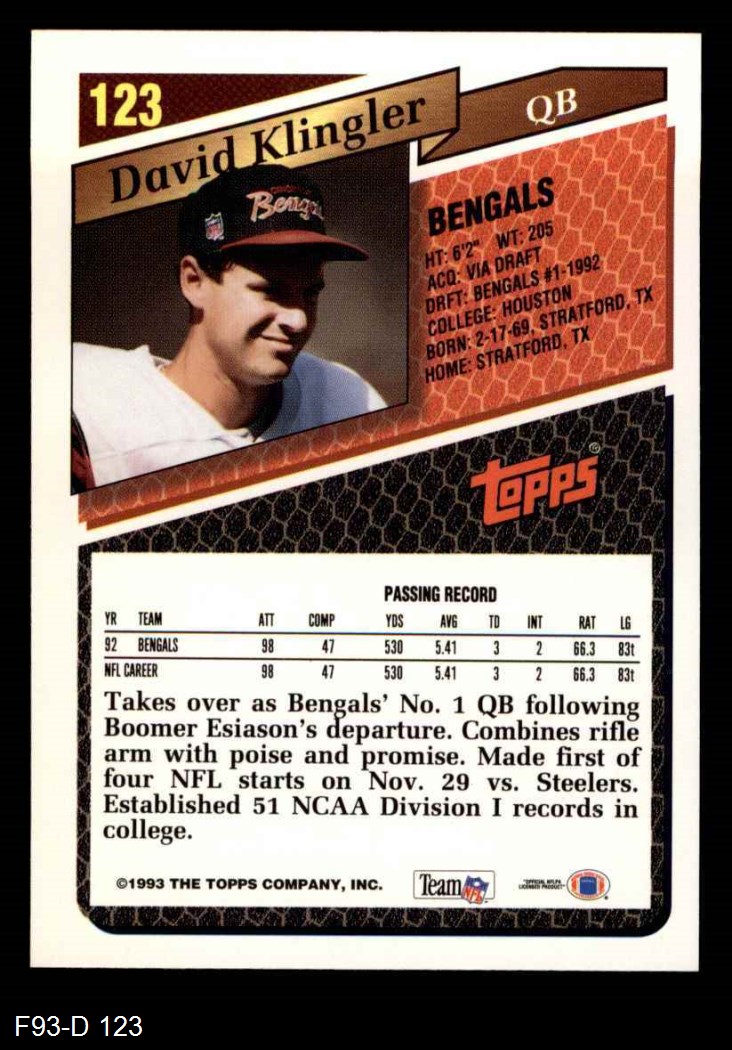 123
David Klingler
QB
Bengals
BENGALS
HT: 6'2" WT: 205
ACQ: VIA DRAFT
DRFT: BENGALS #1-1992
COLLEGE: HOUSTON
BORN: 2-17-69, STRATFORD, TX
HOME: STRATFORD, TX
topps®
PASSING RECORD
YR TEAM ATT COMP YDS AVG TD INT RAT LG
92 BENGALS 98 47 530 5.41 3 2 66.3 83t
NFL CAREER 98 47 530 5.41 3 2 66.3 83t
Takes over as Bengals' No. 1 QB following
Boomer Esiason's departure. Combines rifle
arm with poise and promise. Made first of
four NFL starts on Nov. 29 vs. Steelers.
Established 51 NCAA Division I records in
college.
©1993 THE TOPPS COMPANY, INC.
Team NFL
"OFFICIAL NFLPA
LICENSED PRODUCT"
F93-D 123